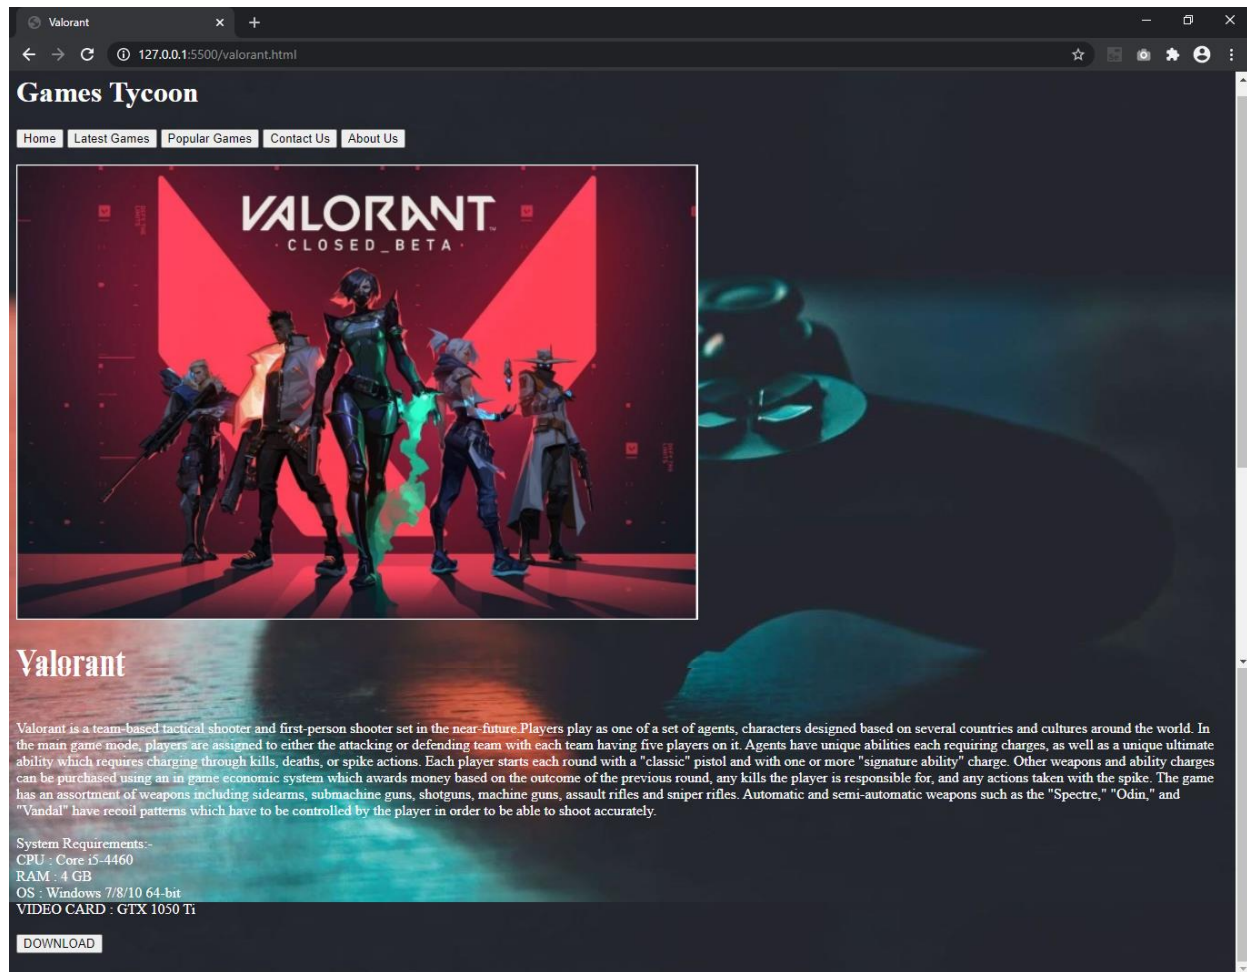 Valorant
127.0.0.1:5500/valorant.html
Games Tycoon
Home Latest Games Popular Games Contact Us About Us
VALORANT
CLOSED_BETA
Valorant
Valorant is a team-based tactical shooter and first-person shooter set in the near-future.Players play as one of a set of agents, characters designed based on several countries and cultures around the world. In
the main game mode, players are assigned to either the attacking or defending team with each team having five players on it. Agents have unique abilities each requiring charges, as well as a unique ultimate
ability which requires charging through kills, deaths, or spike actions. Each player starts each round with a "classic" pistol and with one or more "signature ability" charge. Other weapons and ability charges
can be purchased using an in game economic system which awards money based on the outcome of the previous round, any kills the player is responsible for, and any actions taken with the spike. The game
has an assortment of weapons including sidearms, submachine guns, shotguns, machine guns, assault rifles and sniper rifles. Automatic and semi-automatic weapons such as the "Spectre," "Odin," and
"Vandal" have recoil patterns which have to be controlled by the player in order to be able to shoot accurately.
System Requirements:-
CPU : Core i5-4460
RAM : 4 GB
OS : Windows 7/8/10 64-bit
VIDEO CARD : GTX 1050 Ti
DOWNLOAD